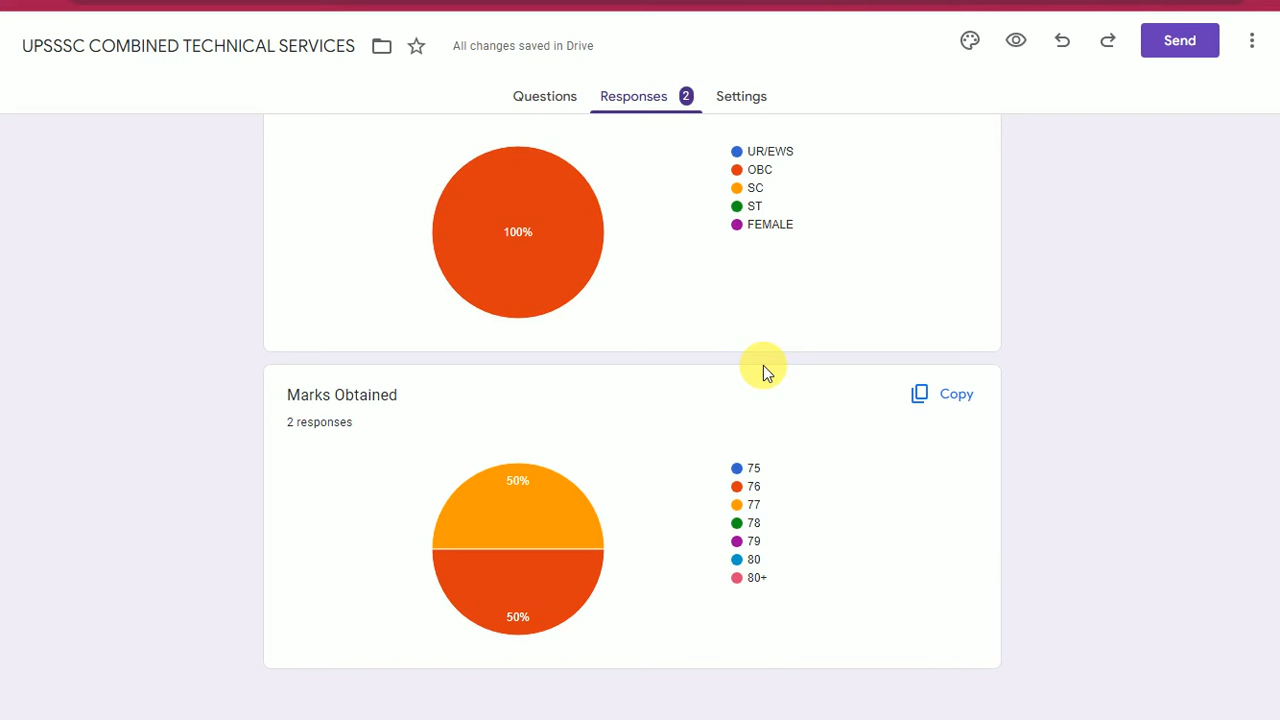 UPSSSC COMBINED TECHNICAL SERVICES
All changes saved in Drive
Send
Questions
Responses 2
Settings
100%
UR/EWS
OBC
SC
ST
FEMALE
Marks Obtained
Copy
2 responses
50%
50%
75
76
77
78
79
80
80+